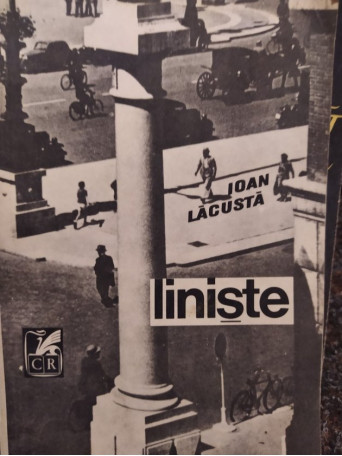 IOAN
LĂCUSTĂ
liniște
CR